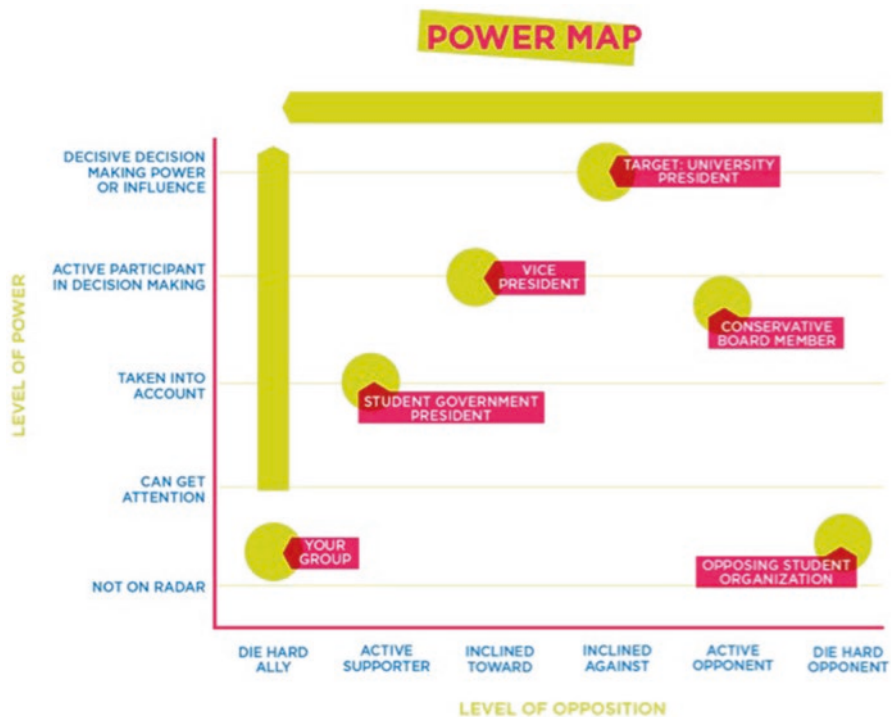 POWER MAP
DECISIVE DECISION
MAKING POWER
OR INFLUENCE
TARGET: UNIVERSITY
PRESIDENT
ACTIVE PARTICIPANT
IN DECISION MAKING
VICE
PRESIDENT
CONSERVATIVE
BOARD MEMBER
LEVEL OF POWER
TAKEN INTO
ACCOUNT
STUDENT GOVERNMENT
PRESIDENT
CAN GET
ATTENTION
YOUR
GROUP
OPPOSING STUDENT
ORGANIZATION
NOT ON RADAR
DIE HARD
ALLY
ACTIVE
SUPPORTER
INCLINED
TOWARD
INCLINED
AGAINST
ACTIVE
OPPONENT
DIE HARD
OPPONENT
LEVEL OF OPPOSITION